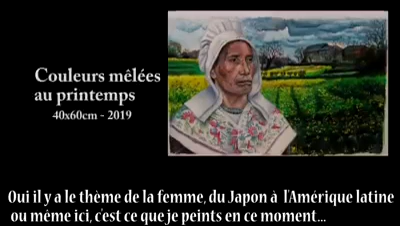 Couleurs mêlées
au printemps
40x60cm - 2019
Oui il y a le thème de la femme, du Japon à l'Amérique latine
ou même ici, c'est ce que je peints en ce moment...